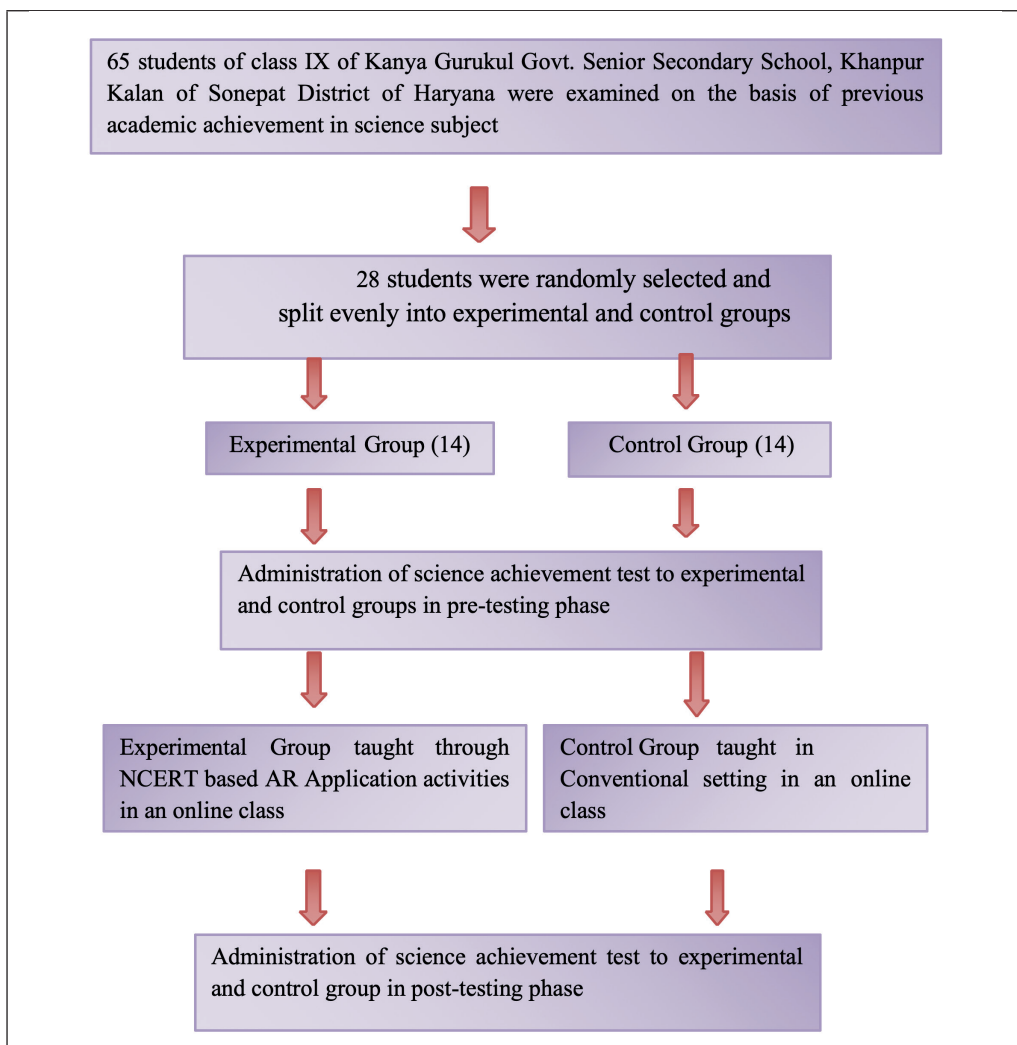 65 students of class IX of Kanya Gurukul Govt. Senior Secondary School, Khanpur
Kalan of Sonepat District of Haryana were examined on the basis of previous
academic achievement in science subject
28 students were randomly selected and
split evenly into experimental and control groups
Experimental Group (14)
Control Group (14)
Administration of science achievement test to experimental
and control groups in pre-testing phase
Experimental Group taught through
NCERT based AR Application activities
in an online class
Control Group taught in
Conventional setting in an online
class
Administration of science achievement test to experimental
and control group in post-testing phase